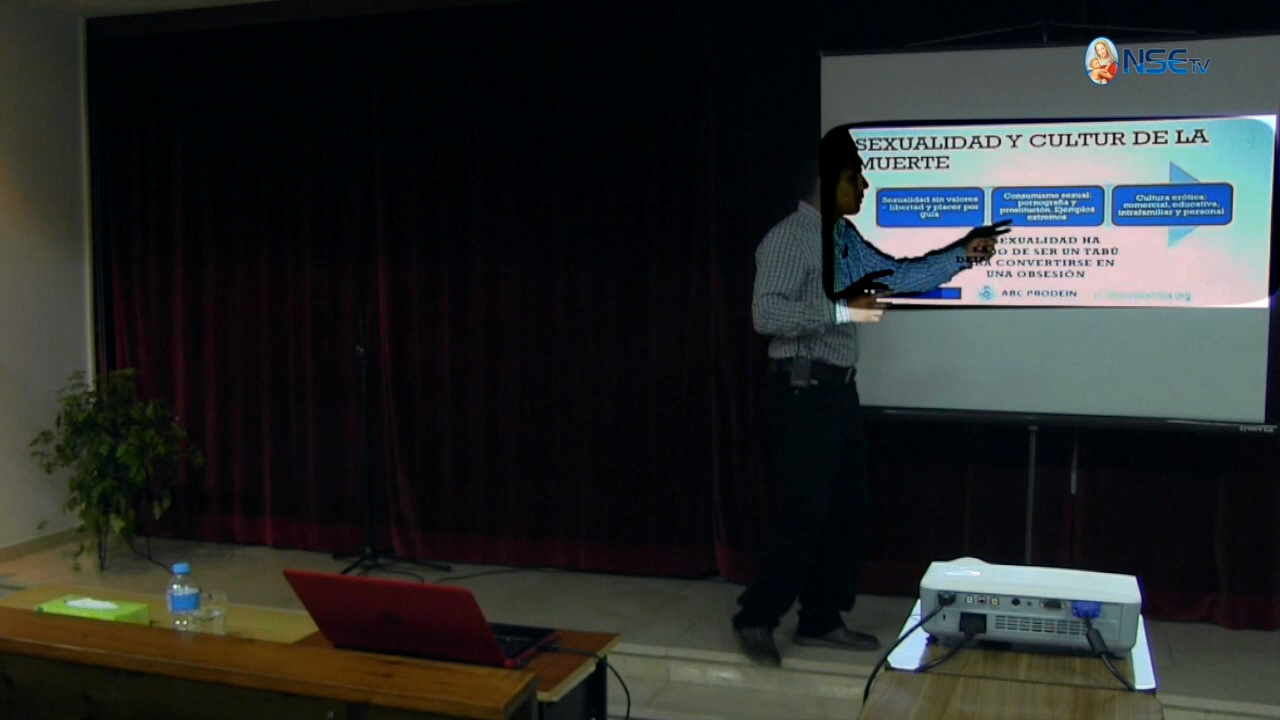 NSETV
SEXUALIDAD Y CULTUR DE LA
MUERTE
Sexualidad sin valores
= libertad y placer por
guía
Consumismo sexual:
pornografía y
prostitución. Ejemplos
extremos
Cultura erótica:
comercial, educativa,
intrafamiliar y personal
SEXUALIDAD HA
DE SER UN TABÚ
CONVERTIRSE EN
UNA OBSESIÓN
ABC PRODEIN